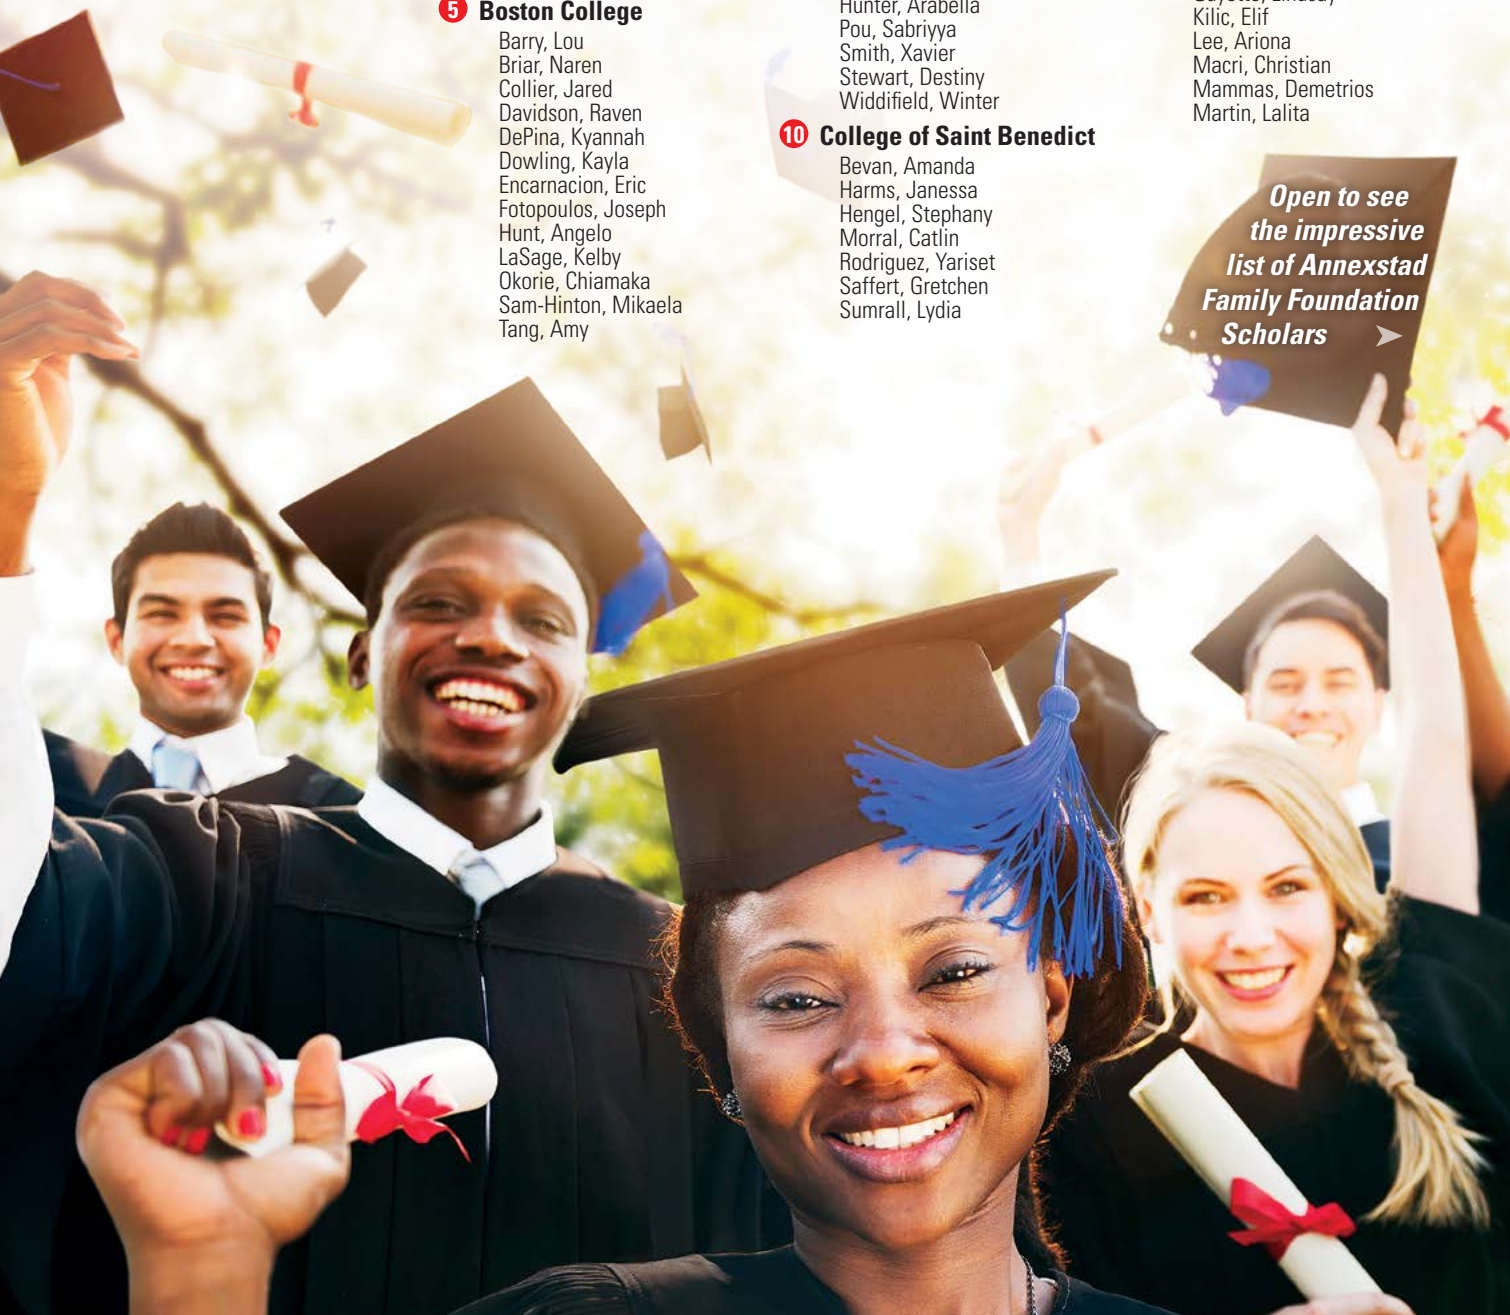 5 Boston College
Barry, Lou
Briar, Naren
Collier, Jared
Davidson, Raven
DePina, Kyannah
Dowling, Kayla
Encarnacion, Eric
Fotopoulos, Joseph
Hunt, Angelo
LaSage, Kelby
Okorie, Chiamaka
Sam-Hinton, Mikaela
Tang, Amy
Hunter, Arabella
Pou, Sabriyya
Smith, Xavier
Stewart, Destiny
Widdifield, Winter
10 College of Saint Benedict
Bevan, Amanda
Harms, Janessa
Hengel, Stephany
Morral, Catlin
Rodriguez, Yariset
Saffert, Gretchen
Sumrall, Lydia
Kilic, Elif
Lee, Ariona
Macri, Christian
Mammas, Demetrios
Martin, Lalita
Open to see
the impressive
list of Annexstad
Family Foundation
Scholars